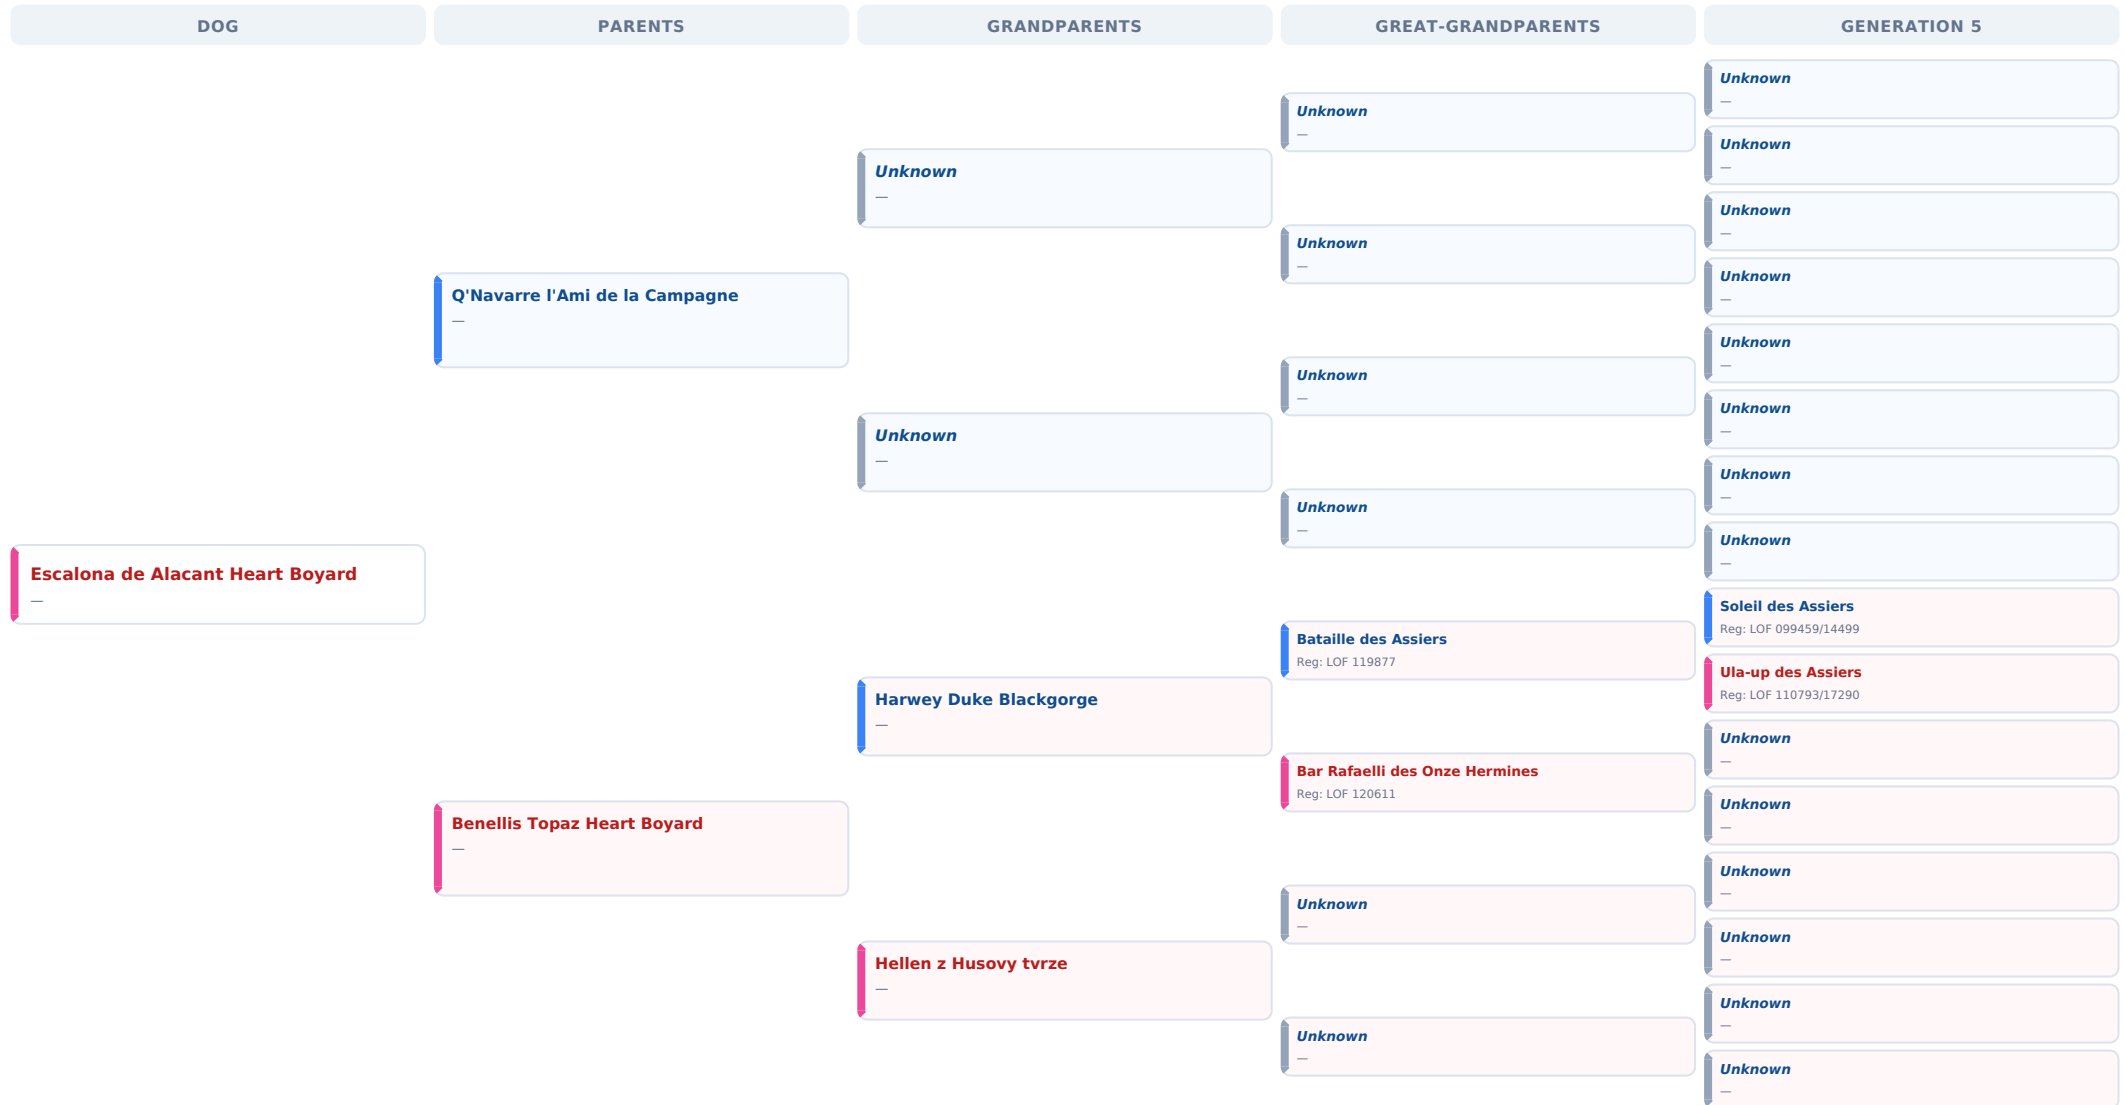 DOG
PARENTS
GRANDPARENTS
GREAT-GRANDPARENTS
GENERATION 5
Escalona de Alacant Heart Boyard
—
Q'Navarre l'Ami de la Campagne
—
Benellis Topaz Heart Boyard
—
Unknown
—
Unknown
—
Harwey Duke Blackgorge
—
Hellen z Husovy tvrze
—
Unknown
—
Unknown
—
Unknown
—
Unknown
—
Bataille des Assiers
Reg: LOF 119877
Bar Rafaelli des Onze Hermines
Reg: LOF 120611
Unknown
—
Unknown
—
Unknown
—
Unknown
—
Unknown
—
Unknown
—
Unknown
—
Unknown
—
Unknown
—
Unknown
—
Soleil des Assiers
Reg: LOF 099459/14499
Ula-up des Assiers
Reg: LOF 110793/17290
Unknown
—
Unknown
—
Unknown
—
Unknown
—
Unknown
—
Unknown
—